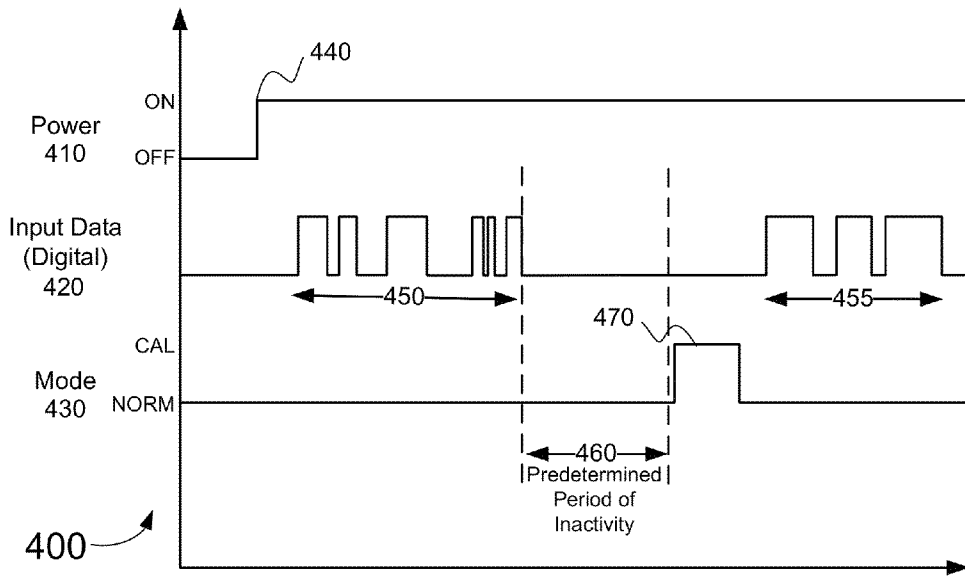 440
ON
Power
410
OFF
Input Data
(Digital)
420
450
455
470
CAL
Mode
430
NORM
460
Predetermined
Period of
Inactivity
400